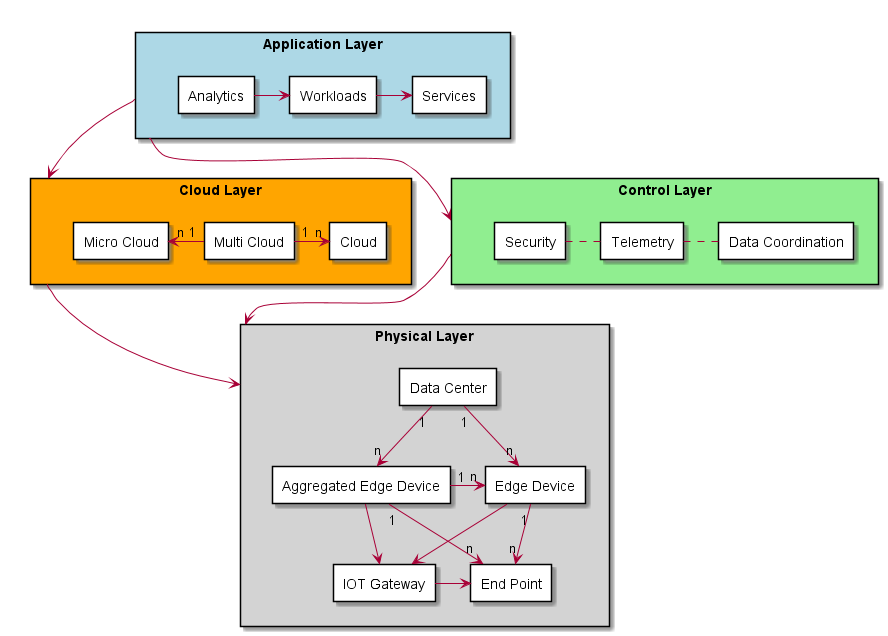 Application Layer
Analytics Workloads Services
Cloud Layer
Micro Cloud n 1 Multi Cloud 1 n Cloud
Control Layer
Security Telemetry Data Coordination
Physical Layer
Data Center
1 1
n n
Aggregated Edge Device 1 n Edge Device
1 1
n n
IOT Gateway End Point